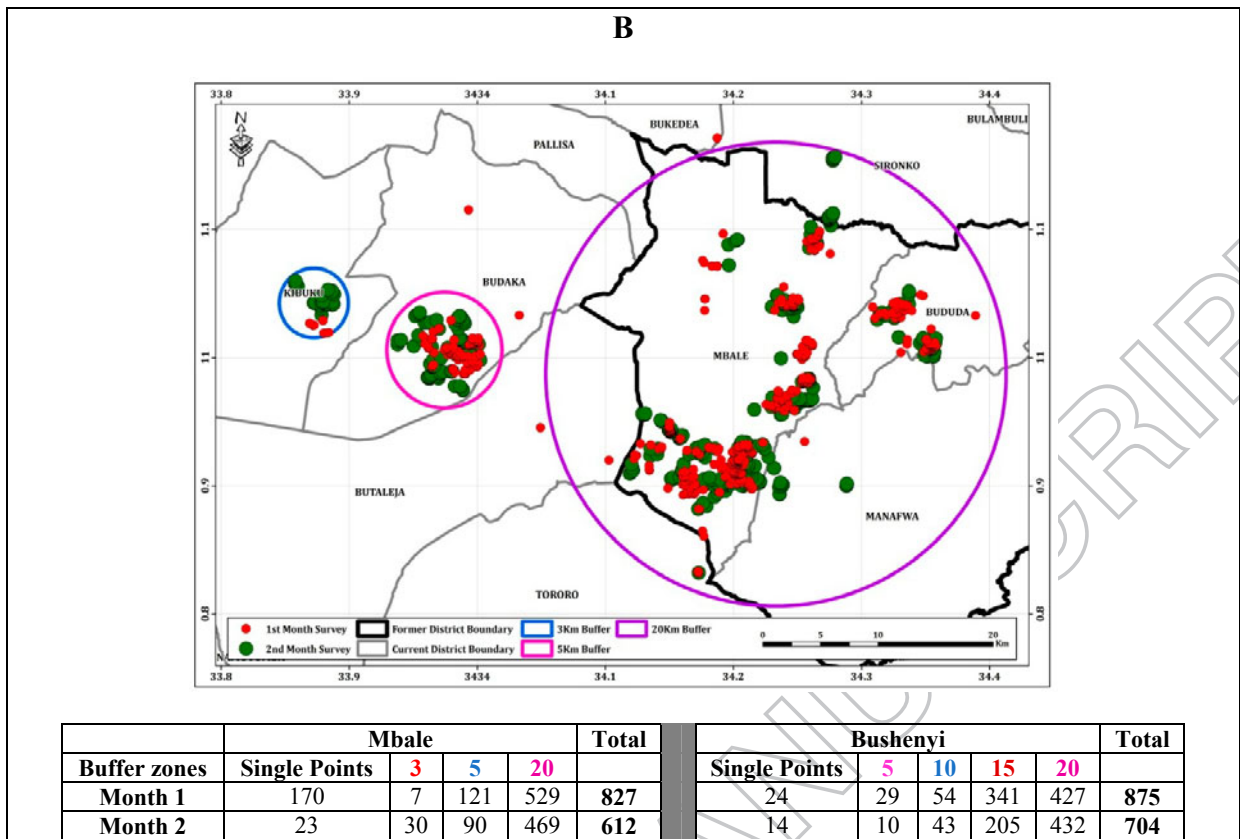 B
33.8 33.9 3434 34.1 34.2 34.3 34.4
BUKEDEA BULAMBULI
N
PALLISA
SIRONKO
1.1 1.1
BUDAKA
BUDUDA
11 11
MBALE
0.9 0.9
BUTALEJA MANAFWA
TORORO
0.8 0.8
1st Month Survey Former District Boundary 3Km Buffer 20Km Buffer 0 5 10 20
2nd Month Survey Current District Boundary 5Km Buffer Km
33.8 33.9 3434 34.1 34.2 34.3 34.4
Mbale Total Bushenyi Total
Buffer zones Single Points 3 5 20 Single Points 5 10 15 20
Month 1 170 7 121 529 827 24 29 54 341 427 875
Month 2 23 30 90 469 612 14 10 43 205 432 704